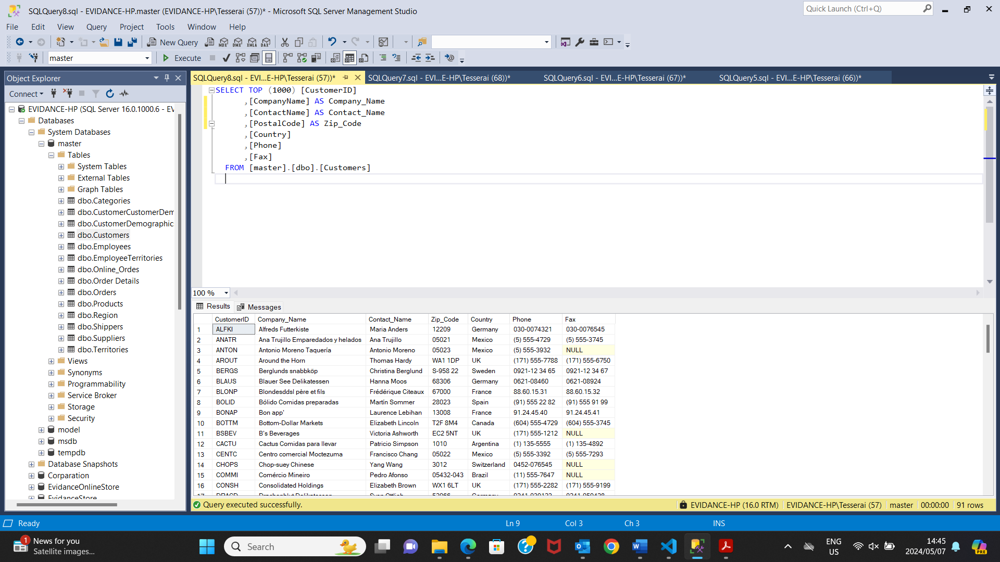 SQLQuery8.sql - EVIDANCE-HP.master (EVIDANCE-HP\Tesserai (57))* - Microsoft SQL Server Management Studio
Quick Launch (Ctrl+Q)
File Edit View Query Project Tools Window Help
New Query MDX DMX XMLA DAX
master Execute
Object Explorer
Connect
EVIDANCE-HP (SQL Server 16.0.1000.6 - EV
Databases
System Databases
master
Tables
System Tables
External Tables
Graph Tables
dbo.Categories
dbo.CustomerCustomerDem
dbo.CustomerDemographic
dbo.Customers
dbo.Employees
dbo.EmployeeTerritories
dbo.Online_Ordes
dbo.Order Details
dbo.Orders
dbo.Products
dbo.Region
dbo.Shippers
dbo.Suppliers
dbo.Territories
Views
Synonyms
Programmability
Service Broker
Storage
Security
model
msdb
tempdb
Database Snapshots
Corparation
EvidanceOnlineStore
EvidanceStore
SQLQuery8.sql - EVI...E-HP\Tesserai (57))* SQLQuery7.sql - EVI...E-HP\Tesserai (68))* SQLQuery6.sql - EVI...E-HP\Tesserai (67))* SQLQuery5.sql - EVI...E-HP\Tesserai (66))*
SELECT TOP (1000) [CustomerID]
,[CompanyName] AS Company_Name
,[ContactName] AS Contact_Name
,[PostalCode] AS Zip_Code
,[Country]
,[Phone]
,[Fax]
FROM [master].[dbo].[Customers]
100 %
Results Messages
CustomerID Company_Name Contact_Name Zip_Code Country Phone Fax
1 ALFKI Alfreds Futterkiste Maria Anders 12209 Germany 030-0074321 030-0076545
2 ANATR Ana Trujillo Emparedados y helados Ana Trujillo 05021 Mexico (5) 555-4729 (5) 555-3745
3 ANTON Antonio Moreno Taquería Antonio Moreno 05023 Mexico (5) 555-3932 NULL
4 AROUT Around the Horn Thomas Hardy WA1 1DP UK (171) 555-7788 (171) 555-6750
5 BERGS Berglunds snabbköp Christina Berglund S-958 22 Sweden 0921-12 34 65 0921-12 34 67
6 BLAUS Blauer See Delikatessen Hanna Moos 68306 Germany 0621-08460 0621-08924
7 BLONP Blondesddsl père et fils Frédérique Citeaux 67000 France 88.60.15.31 88.60.15.32
8 BOLID Bólido Comidas preparadas Martín Sommer 28023 Spain (91) 555 22 82 (91) 555 91 99
9 BONAP Bon app' Laurence Lebihan 13008 France 91.24.45.40 91.24.45.41
10 BOTTM Bottom-Dollar Markets Elizabeth Lincoln T2F 8M4 Canada (604) 555-4729 (604) 555-3745
11 BSBEV B's Beverages Victoria Ashworth EC2 5NT UK (171) 555-1212 NULL
12 CACTU Cactus Comidas para llevar Patricio Simpson 1010 Argentina (1) 135-5555 (1) 135-4892
13 CENTC Centro comercial Moctezuma Francisco Chang 05022 Mexico (5) 555-3392 (5) 555-7293
14 CHOPS Chop-suey Chinese Yang Wang 3012 Switzerland 0452-076545 NULL
15 COMMI Comércio Mineiro Pedro Afonso 05432-043 Brazil (11) 555-7647 NULL
16 CONSH Consolidated Holdings Elizabeth Brown WX1 6LT UK (171) 555-2282 (171) 555-9199
Query executed successfully. EVIDANCE-HP (16.0 RTM) EVIDANCE-HP\Tesserai (57) master 00:00:00 91 rows
Ready Ln 9 Col 3 Ch 3 INS
1 News for you
Satellite images...
Search
ENG
US
14:45
2024/05/07
PRE